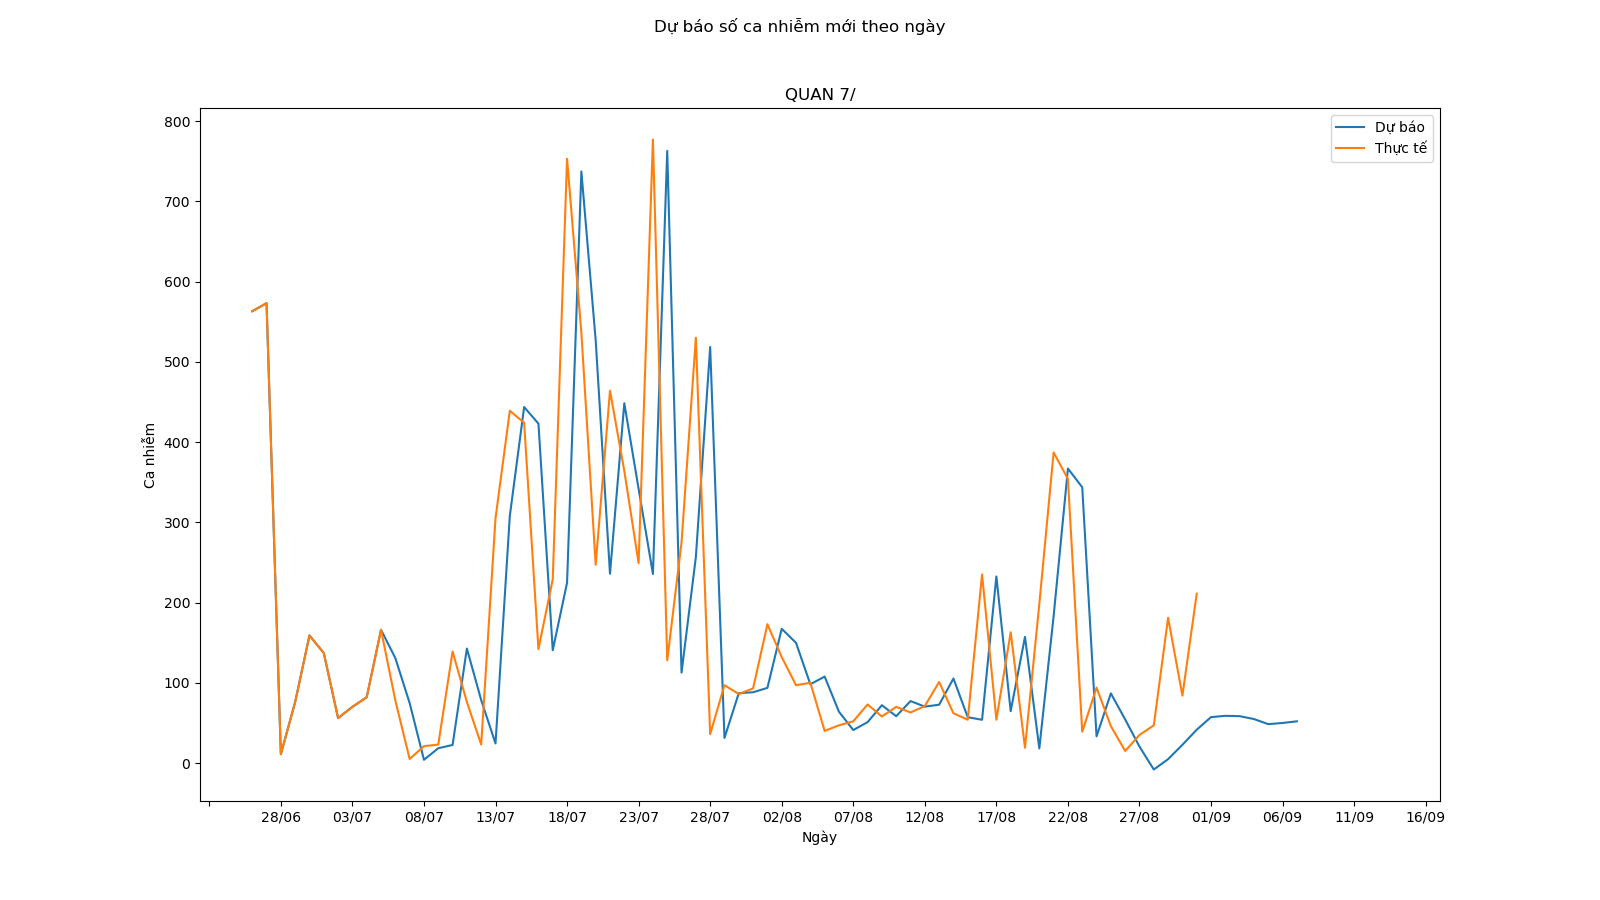 Dự báo số ca nhiễm mới theo ngày
QUAN 7/
Dự báo
Thực tế
800
700
600
500
400
300
200
100
0
Ca nhiễm
28/06 03/07 08/07 13/07 18/07 23/07 28/07 02/08 07/08 12/08 17/08 22/08 27/08 01/09 06/09 11/09 16/09
Ngày